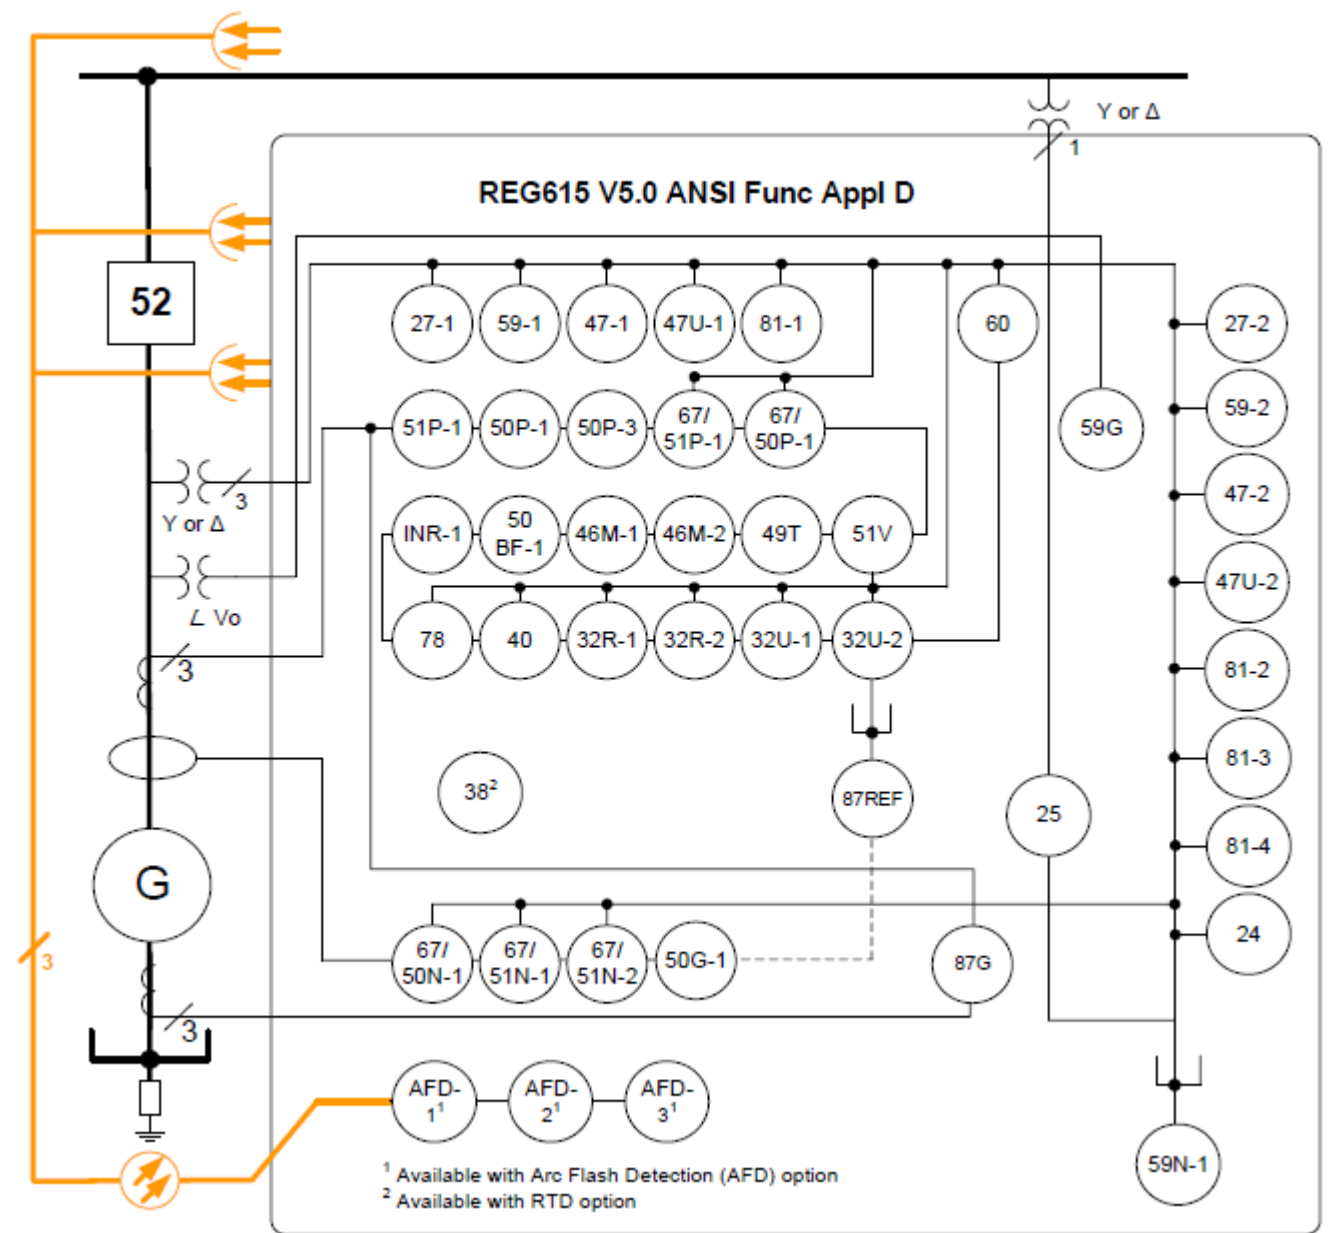 Y or Δ
1
REG615 V5.0 ANSI Func Appl D
52
27-1
59-1
47-1
47U-1
81-1
60
27-2
51P-1
50P-1
50P-3
67/
51P-1
67/
50P-1
59G
59-2
3
Y or Δ
47-2
INR-1
50
BF-1
46M-1
46M-2
49T
51V
47U-2
∠ Vo
3
78
40
32R-1
32R-2
32U-1
32U-2
81-2
81-3
38²
87REF
25
81-4
G
24
3
67/
50N-1
67/
51N-1
67/
51N-2
50G-1
87G
3
AFD-
1¹
AFD-
2¹
AFD-
3¹
59N-1
¹ Available with Arc Flash Detection (AFD) option
² Available with RTD option